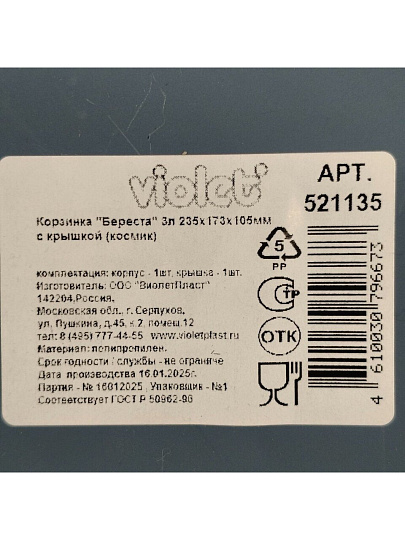 violet
АРТ.
521135
Корзинка "Береста" 3л 235х173х105мм
с крышкой (космик)
5
PP
комплектация: корпус - 1шт, крышка - 1шт.
Изготовитель: ООО "ВиолетПласт"
142204,Россия,
Московская обл., г. Серпухов,
ул. Пушкина, д.45, к 2, помещ.12
тел: 8 (495) 777-44-55 www.violetplast.ru
Материал: полипропилен.
Срок годности / службы - не ограниче
Дата производства 16.01.2025г.
Партия - № 16012025 , Упаковщик - №1
Соответствует ГОСТ Р 50962-96
СТР
ОТК
4 610030 796673